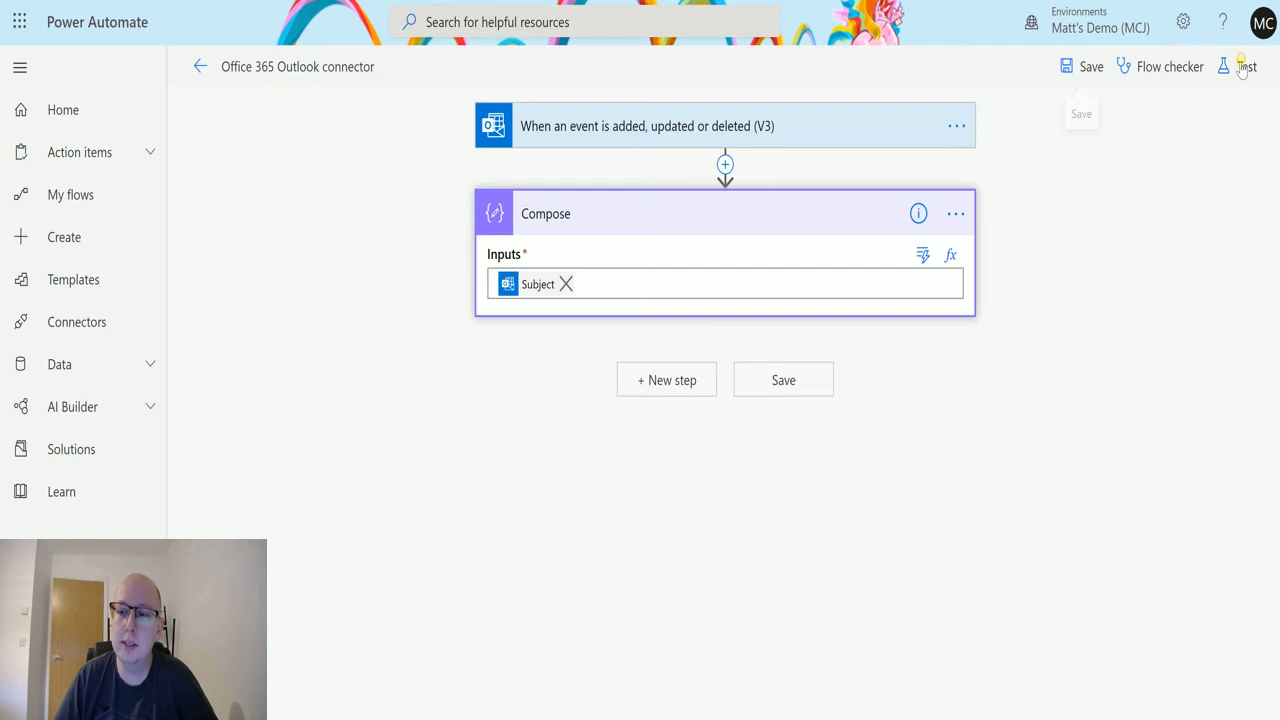 Power Automate
Search for helpful resources
Environments
Matt's Demo (MCJ)
MC
Office 365 Outlook connector
Save
Flow checker
Save
Home
Action items
My flows
Create
Templates
Connectors
Data
AI Builder
Solutions
Learn
When an event is added, updated or deleted (V3)
Compose
Inputs*
fx
Subject
+ New step
Save